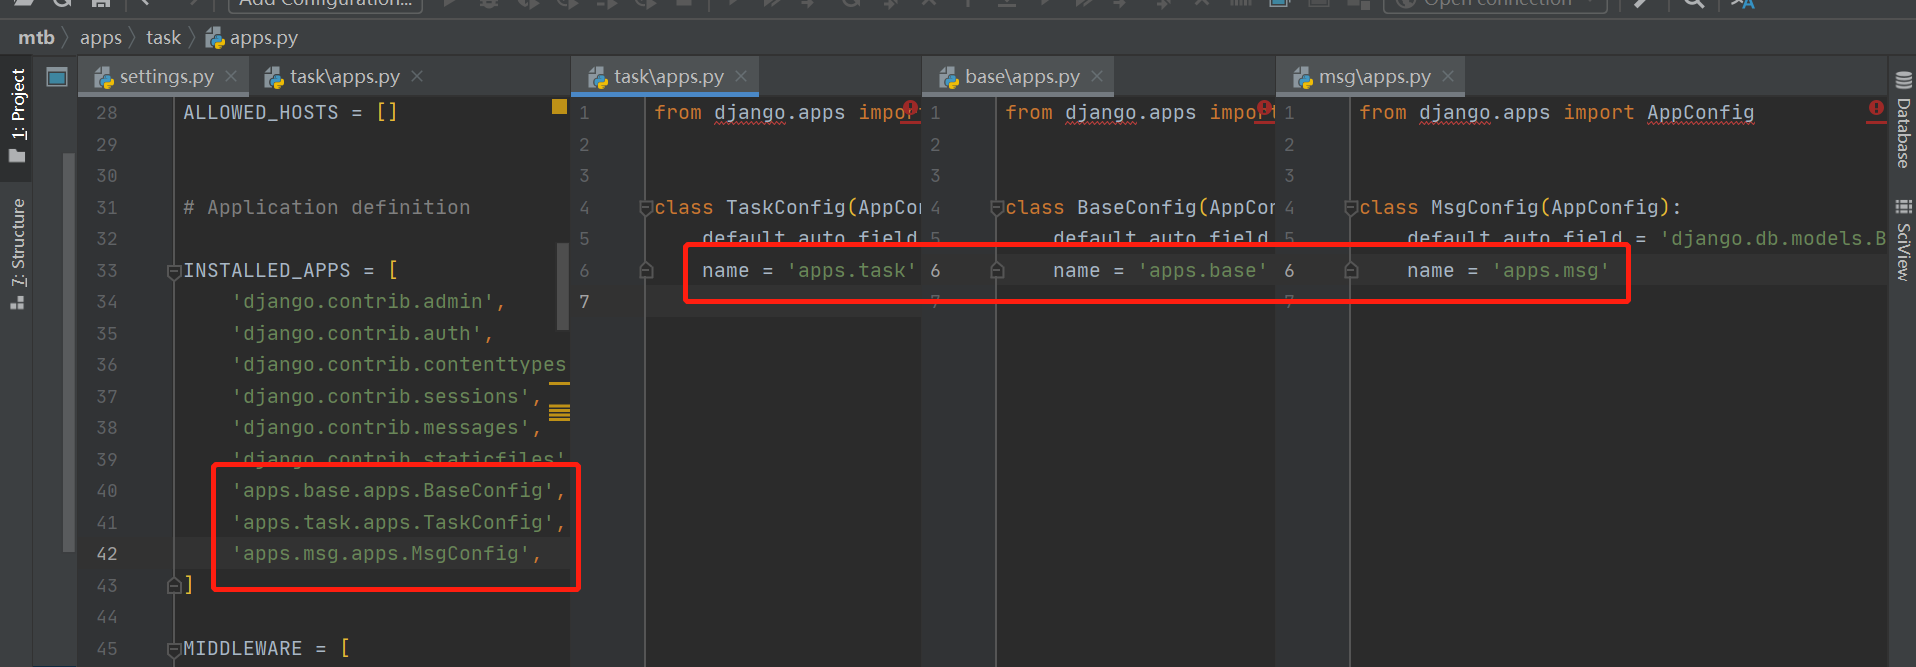 Add Configuration...
Open connection
mtb apps task apps.py
1: Project
7: Structure
settings.py
task\apps.py
28 ALLOWED_HOSTS = []
29
30
31 # Application definition
32
33 INSTALLED_APPS = [
34 'django.contrib.admin',
35 'django.contrib.auth',
36 'django.contrib.contenttypes
37 'django.contrib.sessions',
38 'django.contrib.messages',
39 'django.contrib.staticfiles'
40 'apps.base.apps.BaseConfig',
41 'apps.task.apps.TaskConfig',
42 'apps.msg.apps.MsgConfig',
43 ]
44
45 MIDDLEWARE = [
task\apps.py
1 from django.apps import
2
3
4 class TaskConfig(AppCon
5 default_auto_field
6 name = 'apps.task'
7
base\apps.py
1 from django.apps import
2
3
4 class BaseConfig(AppCon
5 default_auto_field
6 name = 'apps.base'
7
msg\apps.py
1 from django.apps import AppConfig
2
3
4 class MsgConfig(AppConfig):
5 default_auto_field = 'django.db.models.B
6 name = 'apps.msg'
7
Database
SciView